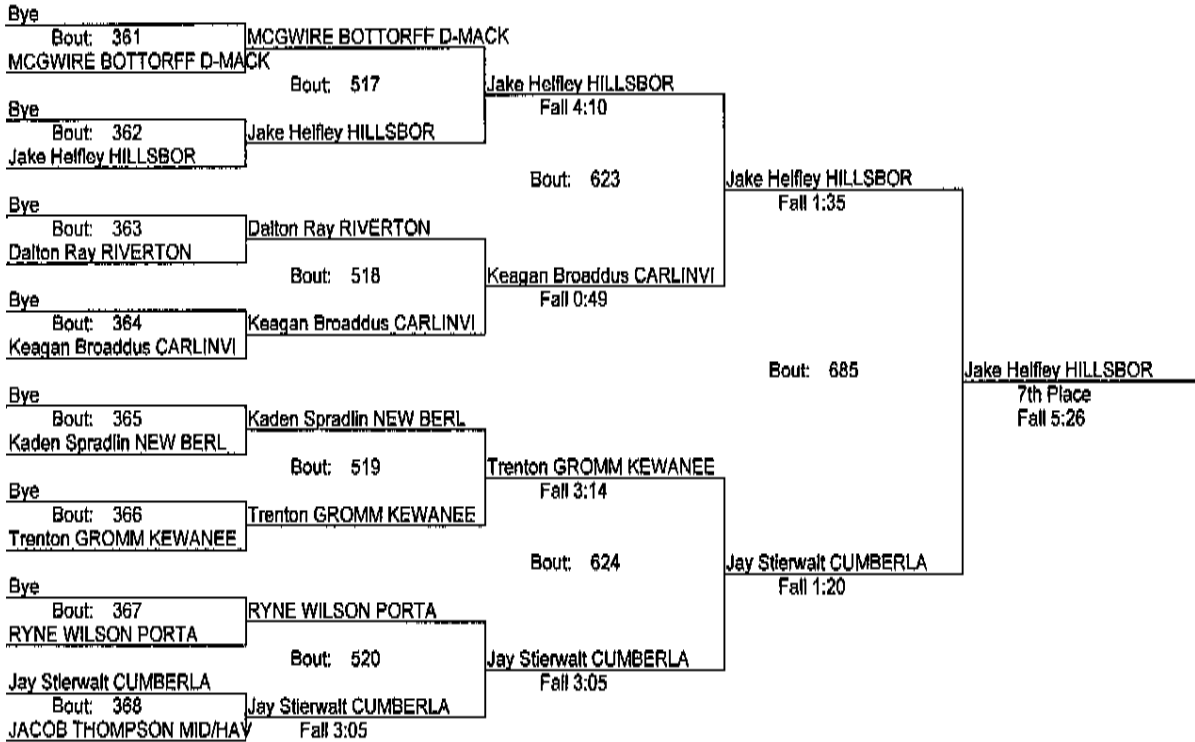 Bye
Bout: 361
MCGWIRE BOTTORFF D-MACK
MCGWIRE BOTTORFF D-MACK
Bout: 517
Bye
Bout: 362
Jake Helfley HILLSBOR
Jake Helfley HILLSBOR
Jake Helfley HILLSBOR
Fall 4:10
Bout: 623
Bye
Bout: 363
Dalton Ray RIVERTON
Dalton Ray RIVERTON
Bout: 518
Bye
Bout: 364
Keagan Broaddus CARLINVI
Keagan Broaddus CARLINVI
Keagan Broaddus CARLINVI
Fall 0:49
Jake Helfley HILLSBOR
Fall 1:35
Bout: 685
Bye
Bout: 365
Kaden Spradlin NEW BERL
Kaden Spradlin NEW BERL
Bout: 519
Bye
Bout: 366
Trenton GROMM KEWANEE
Trenton GROMM KEWANEE
Trenton GROMM KEWANEE
Fall 3:14
Bout: 624
Bye
Bout: 367
RYNE WILSON PORTA
RYNE WILSON PORTA
Bout: 520
Jay Stierwalt CUMBERLA
Bout: 368
JACOB THOMPSON MID/HAV
Jay Stierwalt CUMBERLA
Fall 3:05
Jay Stierwalt CUMBERLA
Fall 3:05
Jay Stierwalt CUMBERLA
Fall 1:20
Jake Helfley HILLSBOR
7th Place
Fall 5:26